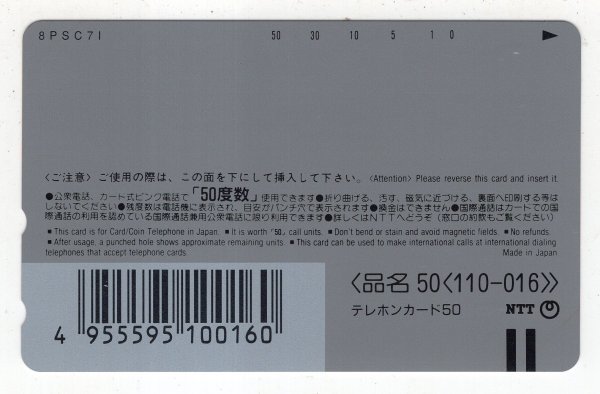 8PSC7I 50 30 10 5 1 0
〈ご注意〉ご使用の際は、この面を下にして挿入して下さい。〈Attention〉Please reverse this card and insert it.
●公衆電話、カード式ピンク電話で「50度数」使用できます●折り曲げる、汚す、磁気に近づける、裏面へ印刷する等は
しないでください●残度数は電話機に表示され、目安がパンチ穴で表示されます●換金はできません●国際通話はカードでの国
際通話の利用を認めている国際通話兼用公衆電話に限り利用できます●詳しくはNTTへどうぞ(窓口の約款もご覧ください)
■This card is for Card/Coin Telephone in Japan. ■It is worth "50" call units. ■Don't bend or stain and avoid magnetic fields. ■No refunds.
■After usage, a punched hole shows approximate remaining units. ■This card can be used to make international calls at international dialing
telephones that accept telephone cards. Made in Japan
〈品名 50〈110-016〉〉
テレホンカード50 NTT
4 955595 100160